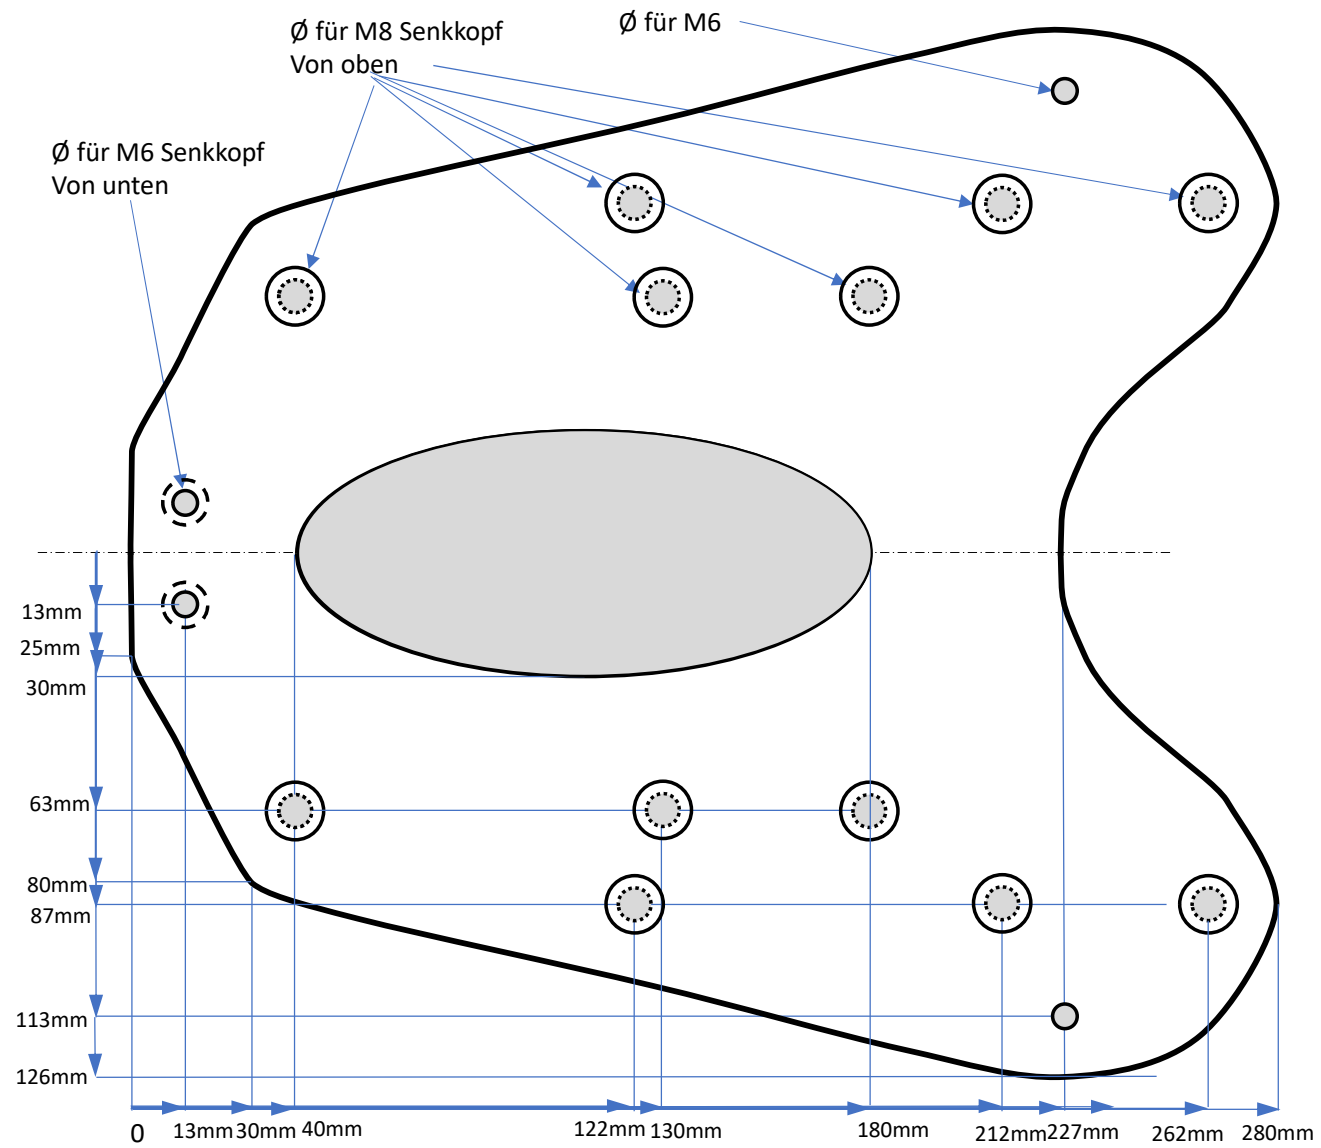 Ø für M8 Senkkopf
Von oben
Ø für M6
Ø für M6 Senkkopf
Von unten
13mm
25mm
30mm
63mm
80mm
87mm
113mm
126mm
0
13mm
30mm
40mm
122mm
130mm
180mm
212mm
227mm
262mm
280mm